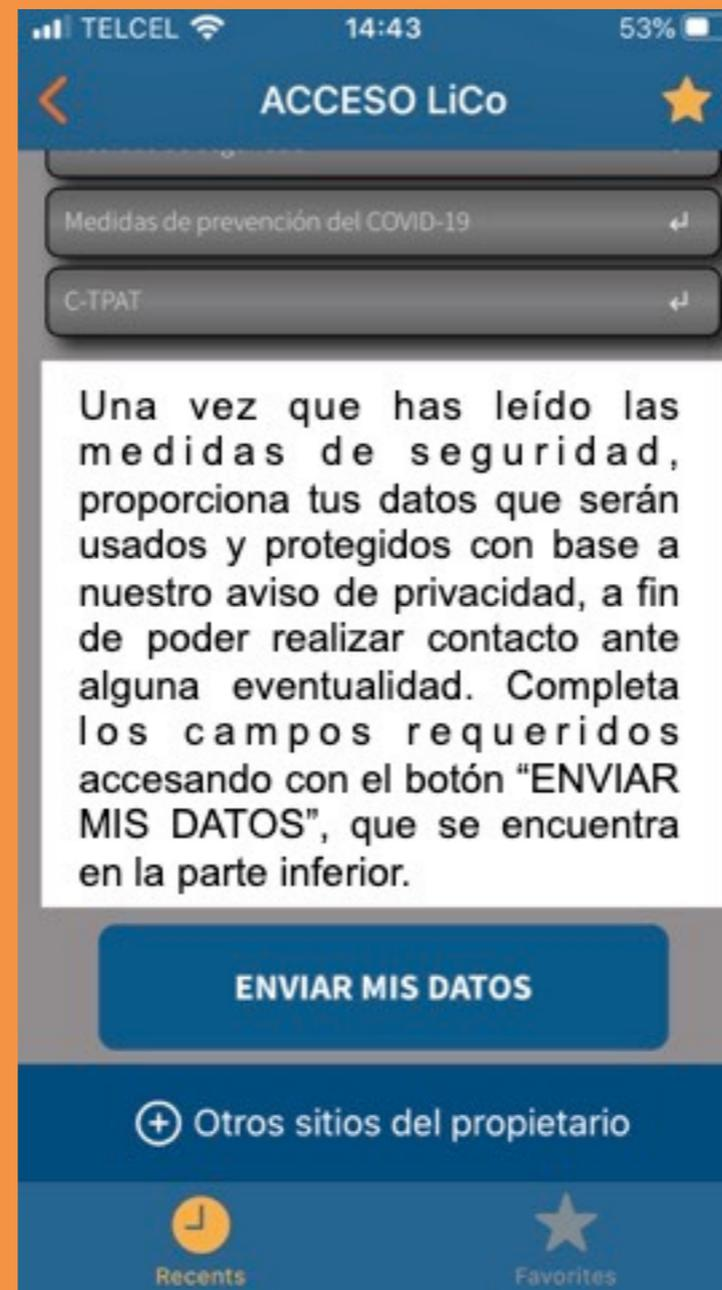 TELCEL 14:43 53%
ACCESO LiCo
Medidas de prevención del COVID-19
C-TPAT
Una vez que has leído las
medidas de seguridad,
proporciona tus datos que serán
usados y protegidos con base a
nuestro aviso de privacidad, a fin
de poder realizar contacto ante
alguna eventualidad. Completa
los campos requeridos
accesando con el botón “ENVIAR
MIS DATOS”, que se encuentra
en la parte inferior.
ENVIAR MIS DATOS
Otros sitios del propietario
Recents Favorites